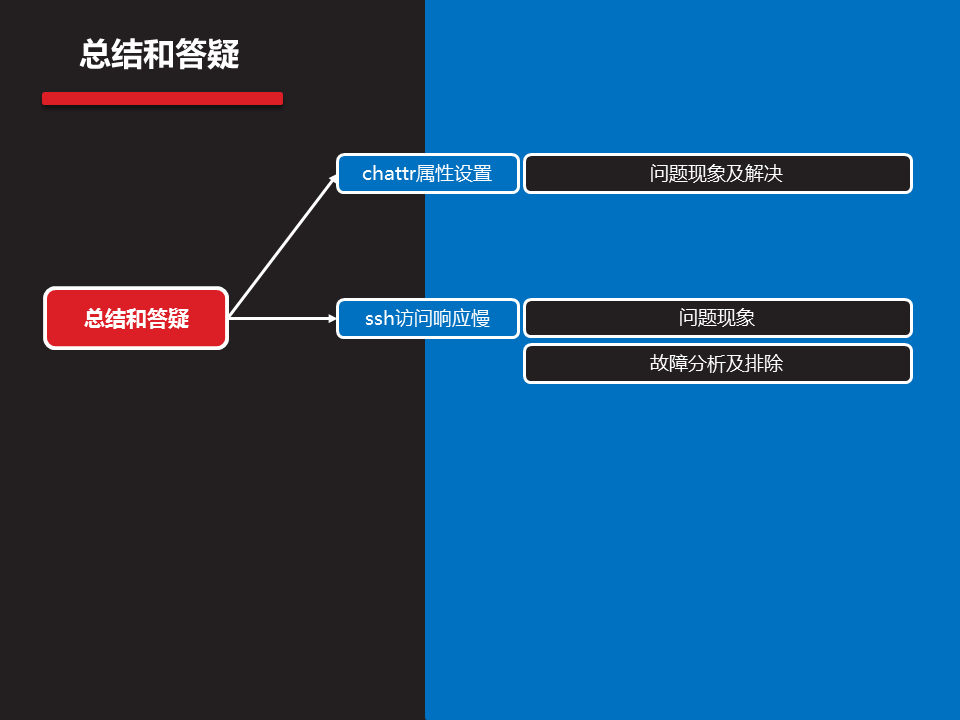 总结和答疑
chattr属性设置
问题现象及解决
总结和答疑
ssh访问响应慢
问题现象
故障分析及排除